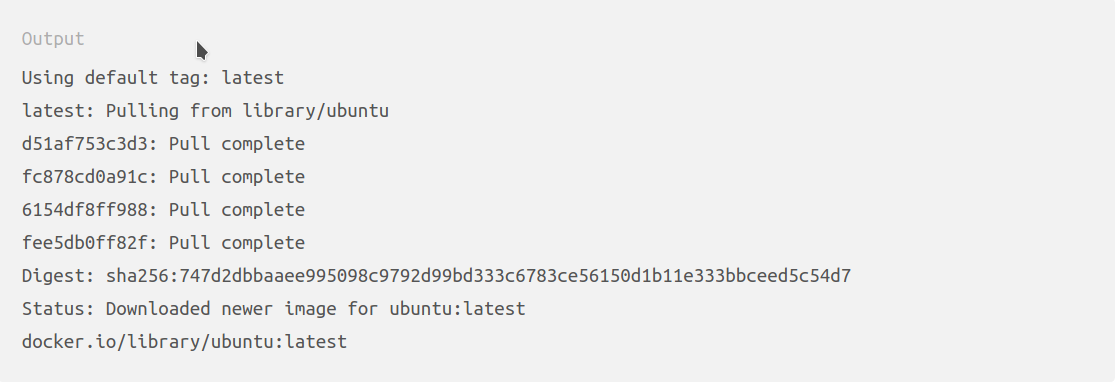 Output
Using default tag: latest
latest: Pulling from library/ubuntu
d51af753c3d3: Pull complete
fc878cd0a91c: Pull complete
6154df8ff988: Pull complete
fee5db0ff82f: Pull complete
Digest: sha256:747d2dbbaaee995098c9792d99bd333c6783ce56150d1b11e333bbceed5c54d7
Status: Downloaded newer image for ubuntu:latest
docker.io/library/ubuntu:latest